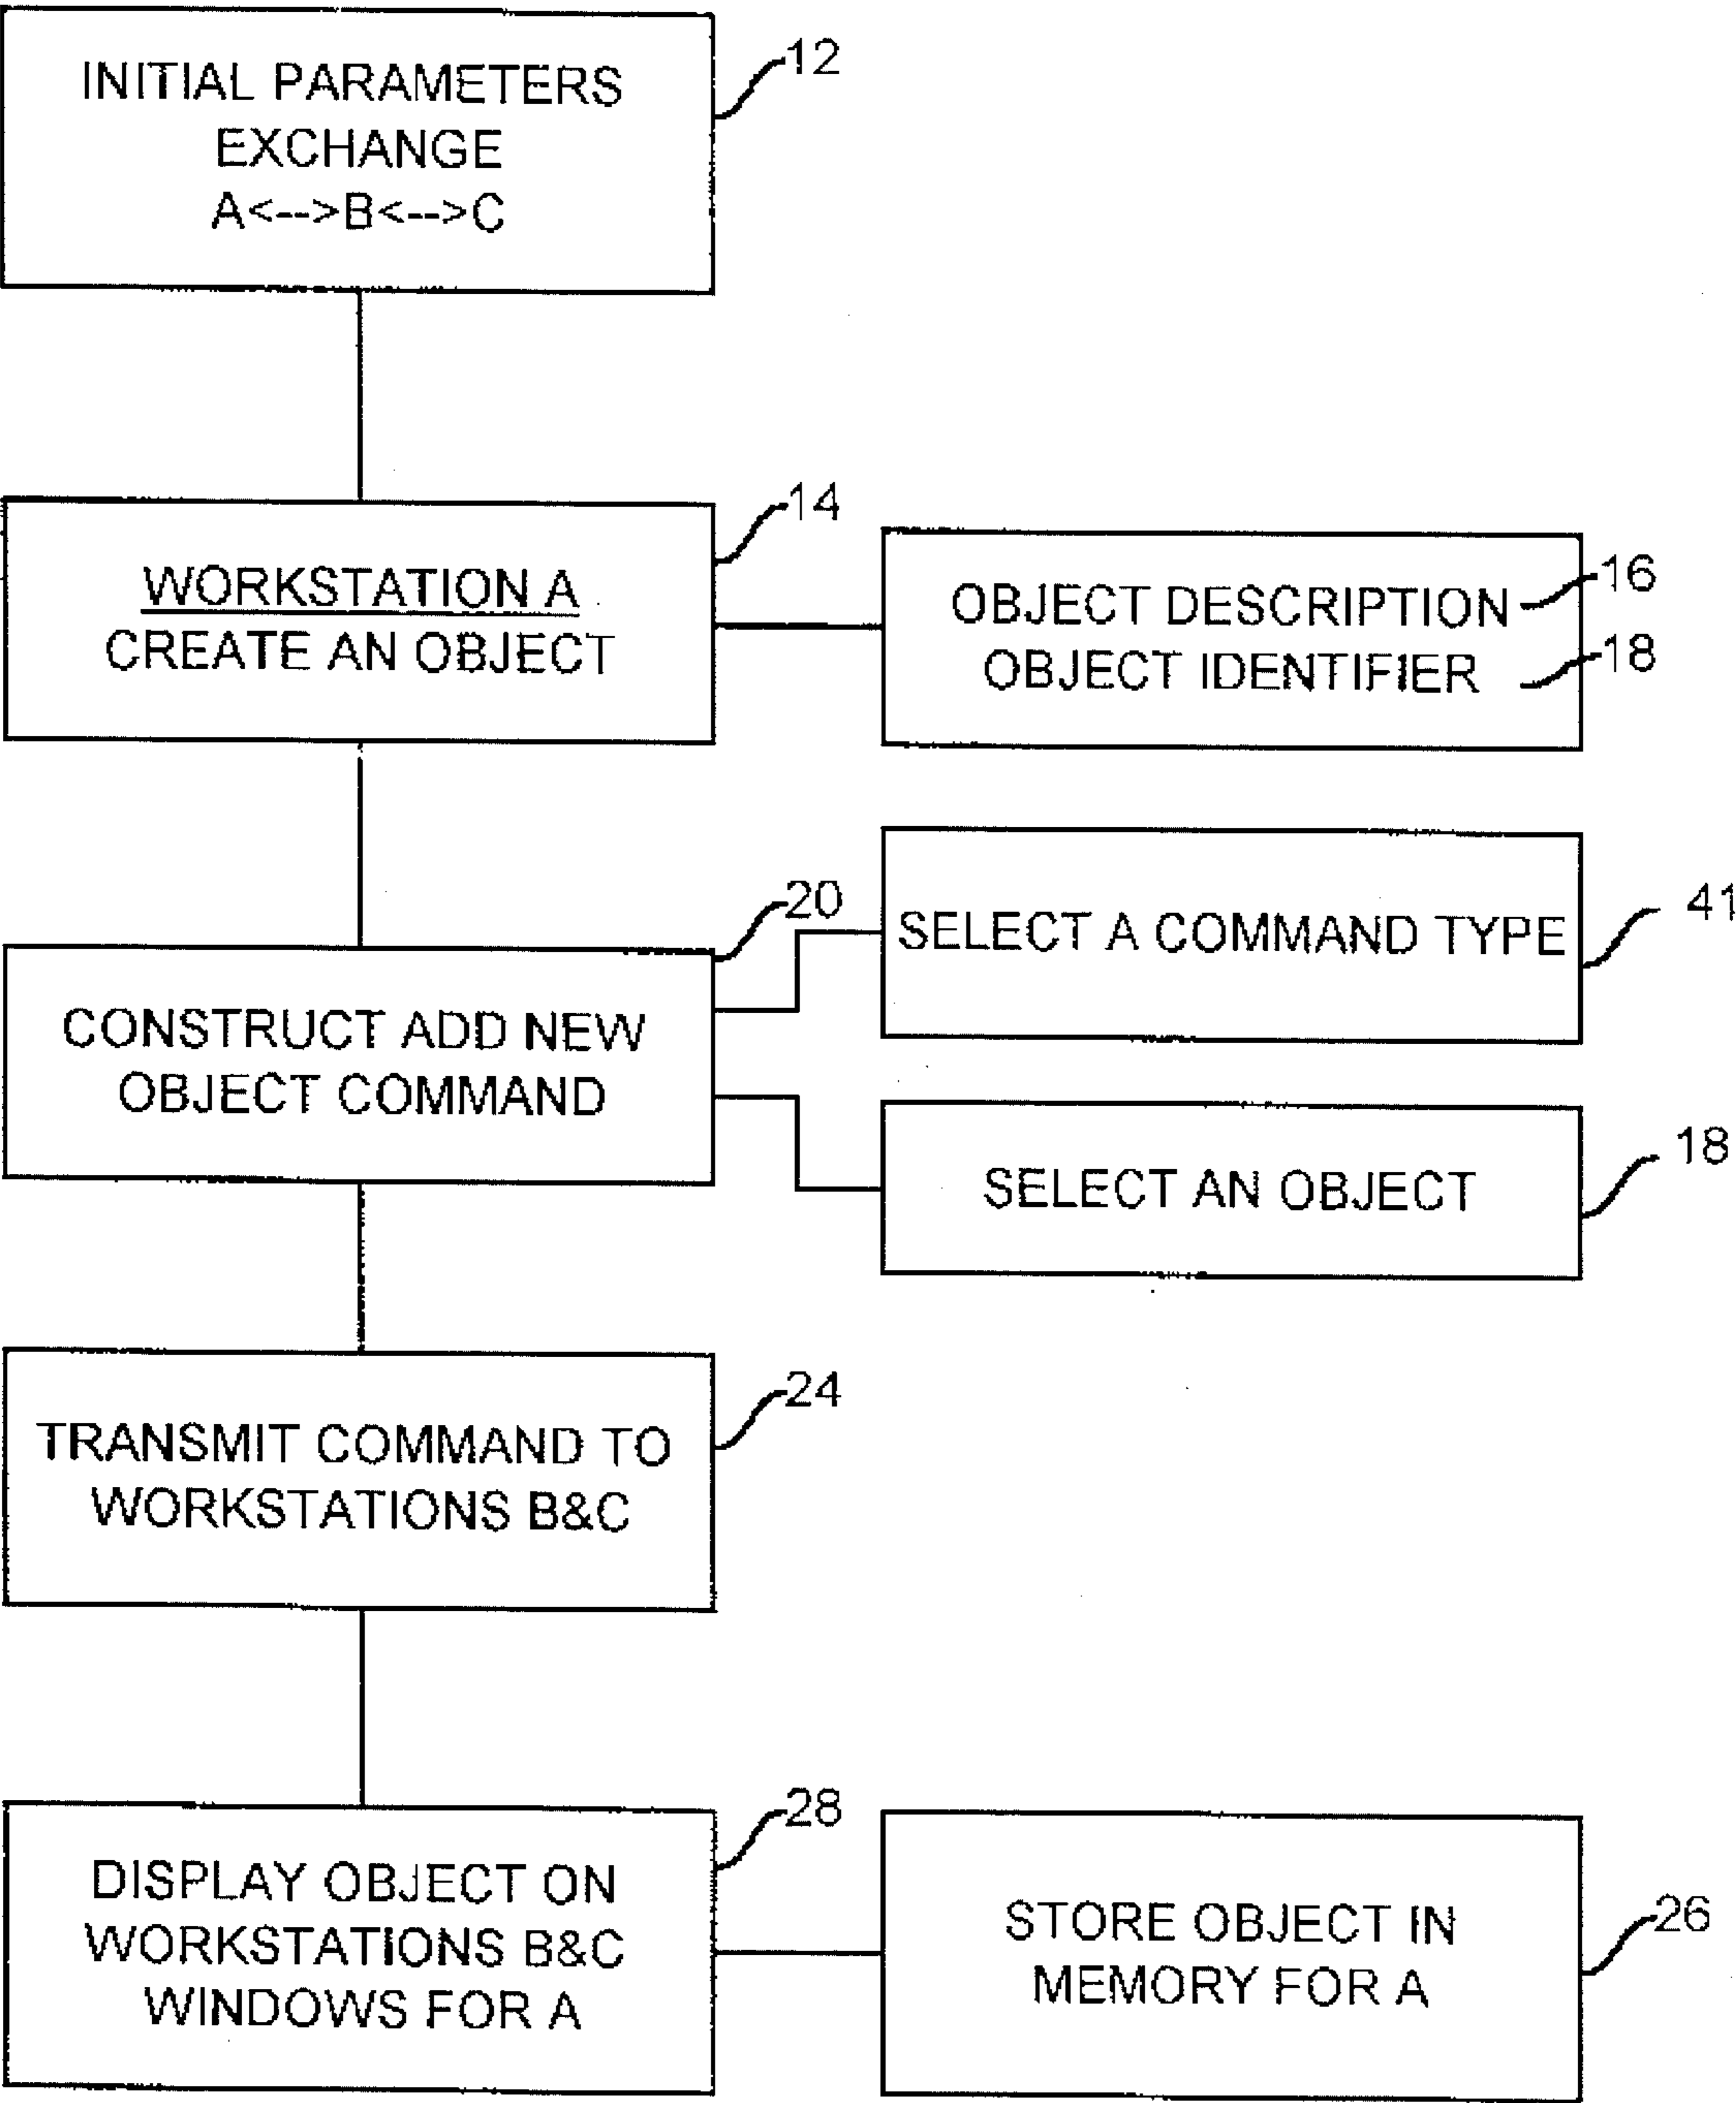 INITIAL PARAMETERS
EXCHANGE
A<-->B<-->C
12
WORKSTATION A
CREATE AN OBJECT
14
OBJECT DESCRIPTION
16
OBJECT IDENTIFIER
18
CONSTRUCT ADD NEW
OBJECT COMMAND
20
SELECT A COMMAND TYPE
41
SELECT AN OBJECT
18
TRANSMIT COMMAND TO
WORKSTATIONS B&C
24
DISPLAY OBJECT ON
WORKSTATIONS B&C
WINDOWS FOR A
28
STORE OBJECT IN
MEMORY FOR A
26